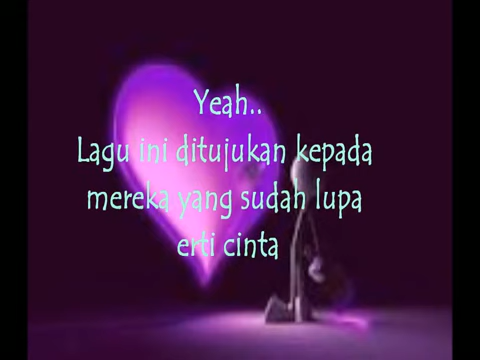 Yeah..
Lagu ini ditujukan kepada
mereka yang sudah lupa
erti cinta